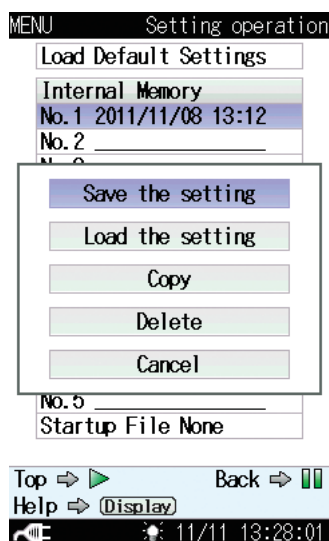 MENU Setting operation
Load Default Settings
Internal Memory
No.1 2011/11/08 13:12
No.2
Save the setting
Load the setting
Copy
Delete
Cancel
No.5
Startup File None
Top ⇨ Back ⇨
Help ⇨ Display
11/11 13:28:01